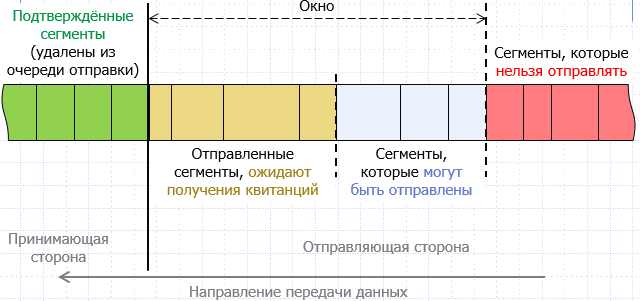 Окно
Подтверждённые
сегменты
(удалены из
очереди отправки)
Сегменты, которые
нельзя отправлять
Отправленные
сегменты, ожидают
получения квитанций
Сегменты,
которые могут
быть отправлены
Принимающая
сторона
Отправляющая сторона
Направление передачи данных